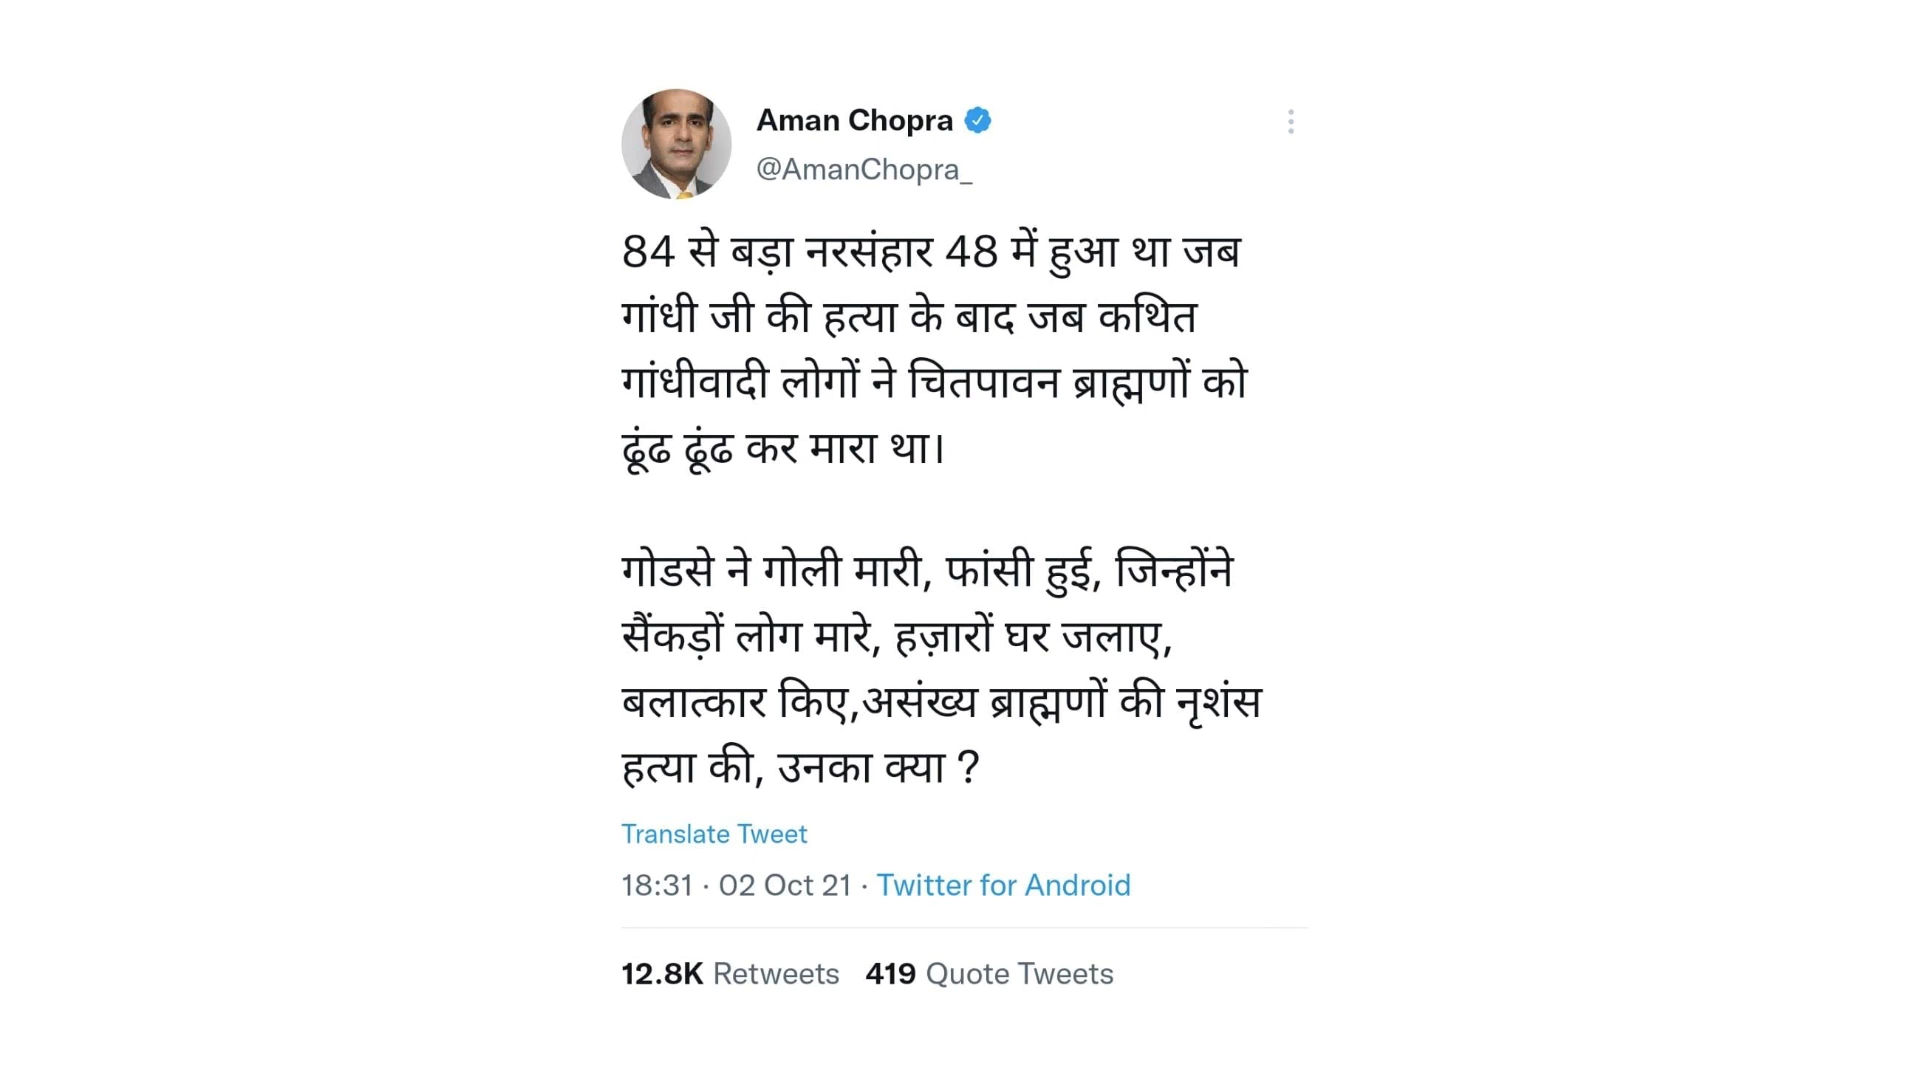 Aman Chopra
@AmanChopra_
84 से बड़ा नरसंहार 48 में हुआ था जब
गांधी जी की हत्या के बाद जब कथित
गांधीवादी लोगों ने चितपावन ब्राह्मणों को
ढूंढ ढूंढ कर मारा था।
गोडसे ने गोली मारी, फांसी हुई, जिन्होंने
सैंकड़ों लोग मारे, हज़ारों घर जलाए,
बलात्कार किए,असंख्य ब्राह्मणों की नृशंस
हत्या की, उनका क्या ?
Translate Tweet
18:31 · 02 Oct 21 · Twitter for Android
12.8K Retweets 419 Quote Tweets